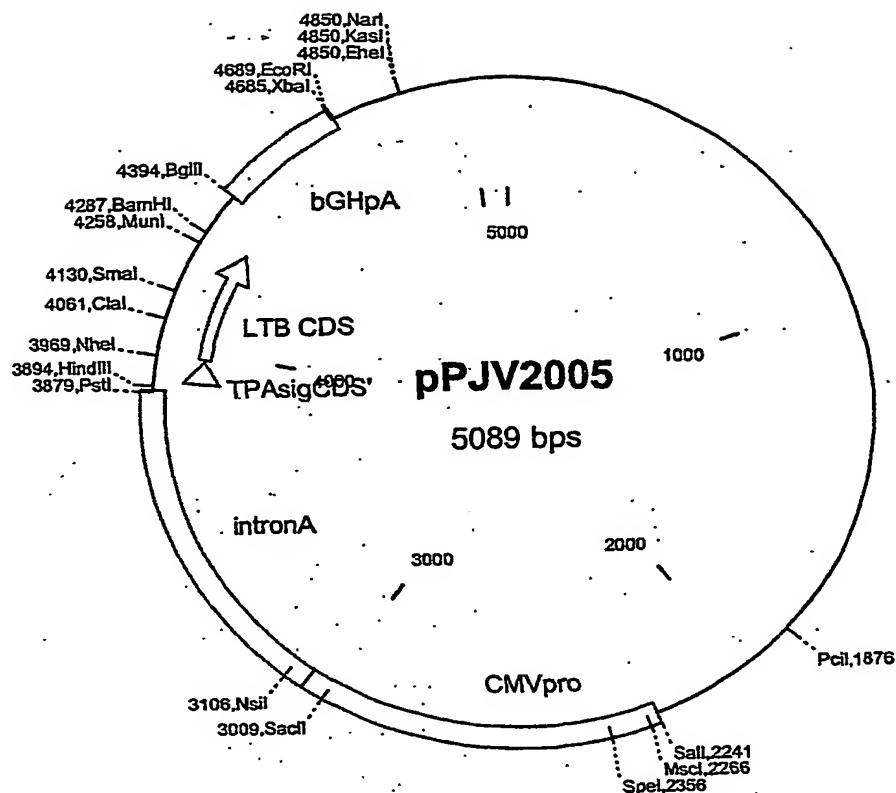 4850,NarI
4850,KasI
4850,EheI
4689,EcoRI
4685,XbaI
4394,BglII
4287,BamHI
4258,MunI
4130,SmaI
4061,ClaI
3969,NheI
3894,HindIII
3879,PstI
bGHpA
5000
LTB CDS
TPAsigCDS'
4000
1000
pPJV2005
5089 bps
intronA
3000
2000
PciI,1876
CMVpro
3106,NsiI
3009,SacII
SalI,2241
MscI,2266
SpeI,2356